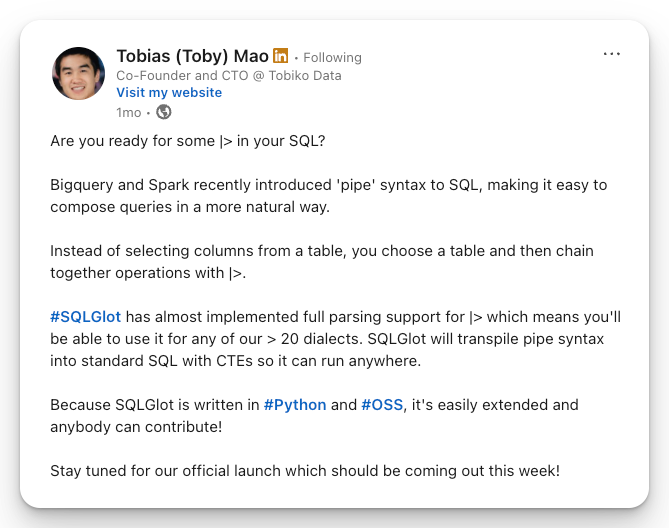 Tobias (Toby) Mao in • Following
Co-Founder and CTO @ Tobiko Data
Visit my website
1mo •
Are you ready for some |> in your SQL?
Bigquery and Spark recently introduced 'pipe' syntax to SQL, making it easy to
compose queries in a more natural way.
Instead of selecting columns from a table, you choose a table and then chain
together operations with |>.
#SQLGlot has almost implemented full parsing support for |> which means you'll
be able to use it for any of our > 20 dialects. SQLGlot will transpile pipe syntax
into standard SQL with CTEs so it can run anywhere.
Because SQLGlot is written in #Python and #OSS, it's easily extended and
anybody can contribute!
Stay tuned for our official launch which should be coming out this week!